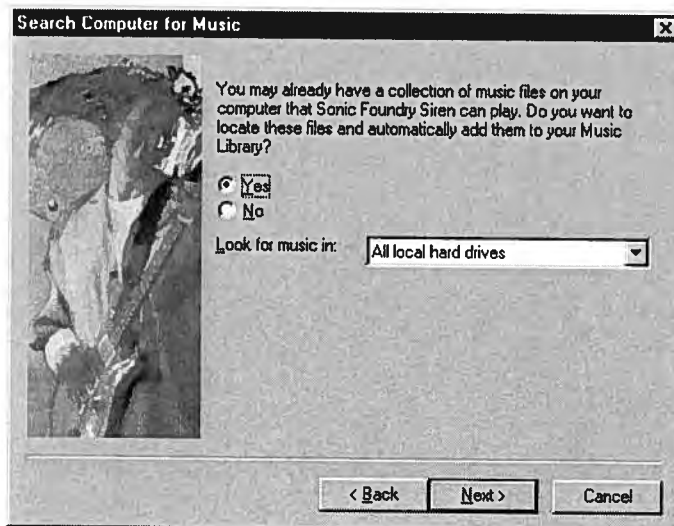 Search Computer for Music
You may already have a collection of music files on your
computer that Sonic Foundry Siren can play. Do you want to
locate these files and automatically add them to your Music
Library?
Yes
No
Look for music in: All local hard drives
< Back Next > Cancel